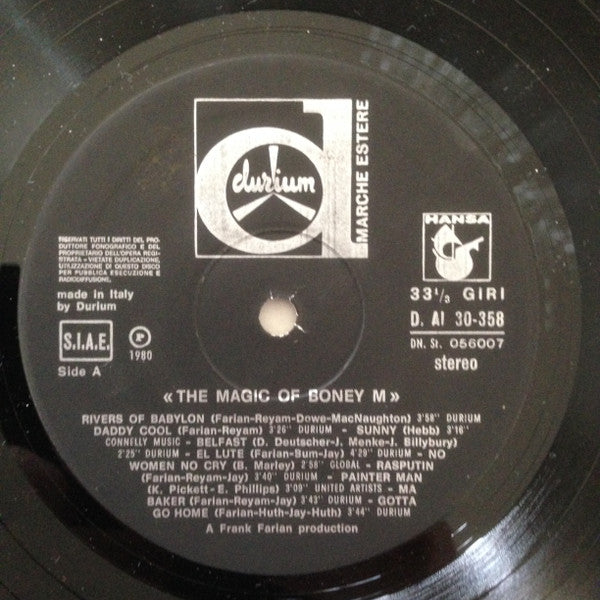 durium
MARCHE ESTERE
RISERVATI TUTTI I DIRITTI DEL PRO-
DUTTORE FONOGRAFICO E DEL
PROPRIETARIO DELL'OPERA REGI-
STRATA - VIETATE DUPLICAZIONE,
UTILIZZAZIONE DI QUESTO DISCO
PER PUBBLICA ESECUZIONE E
RADIODIFFUSIONE.
made in Italy
by Durium
S.I.A.E.
P
1980
Side A
HANSA
33 1/3 GIRI
D. AI 30-358
DN. St. 056007
stereo
« THE MAGIC OF BONEY M »
RIVERS OF BABYLON (Farian-Reyam-Dowe-MacNaughton) 3'58" DURIUM
DADDY COOL (Farian-Reyam) 3'26" DURIUM - SUNNY (Hebb) 3'16"
CONNELLY MUSIC - BELFAST (D. Deutscher-J. Menke-J. Billybury)
2'25" DURIUM - EL LUTE (Farian-Sum-Jay) 4'29" DURIUM - NO
WOMEN NO CRY (B. Marley) 2'58" GLOBAL - RASPUTIN
(Farian-Reyam-Jay) 3'40" DURIUM - PAINTER MAN
(K. Pickett-E. Phillips) 3'09" UNITED ARTISTS - MA
BAKER (Farian-Reyam-Jay) 3'43" DURIUM - GOTTA
GO HOME (Farian-Huth-Jay-Huth) 3'44" DURIUM
A Frank Farian production